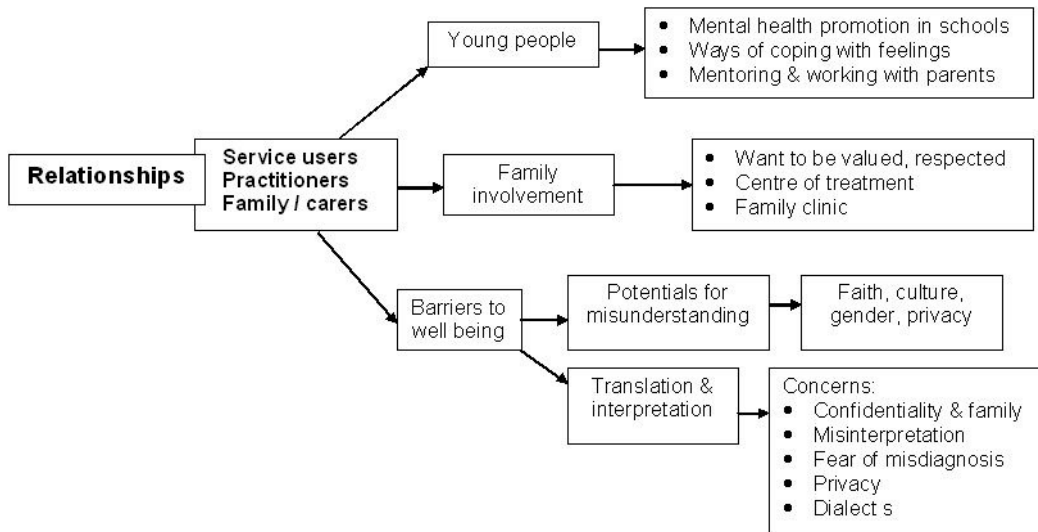 Young people
• Mental health promotion in schools
• Ways of coping with feelings
• Mentoring & working with parents
Relationships
Service users
Practitioners
Family / carers
Family
involvement
• Want to be valued, respected
• Centre of treatment
• Family clinic
Barriers to
well being
Potentials for
misunderstanding
Faith, culture,
gender, privacy
Translation &
interpretation
Concerns:
• Confidentiality & family
• Misinterpretation
• Fear of misdiagnosis
• Privacy
• Dialect s